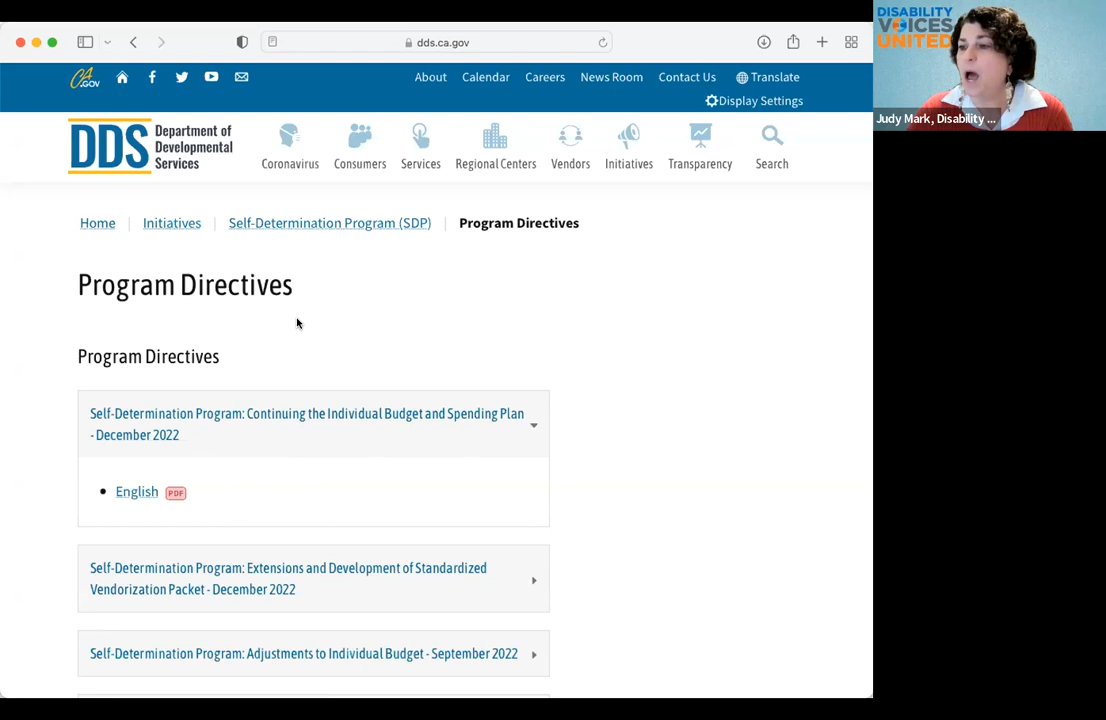 dds.ca.gov
CA.GOV
About Calendar Careers News Room Contact Us Translate
Display Settings
DDS Department of
Developmental
Services
Coronavirus Consumers Services Regional Centers Vendors Initiatives Transparency Search
Home Initiatives Self-Determination Program (SDP) Program Directives
Program Directives
Program Directives
Self-Determination Program: Continuing the Individual Budget and Spending Plan
- December 2022
English PDF
Self-Determination Program: Extensions and Development of Standardized
Vendorization Packet - December 2022
Self-Determination Program: Adjustments to Individual Budget - September 2022
DISABILITY
VOICES
UNITED
Judy Mark, Disability ...